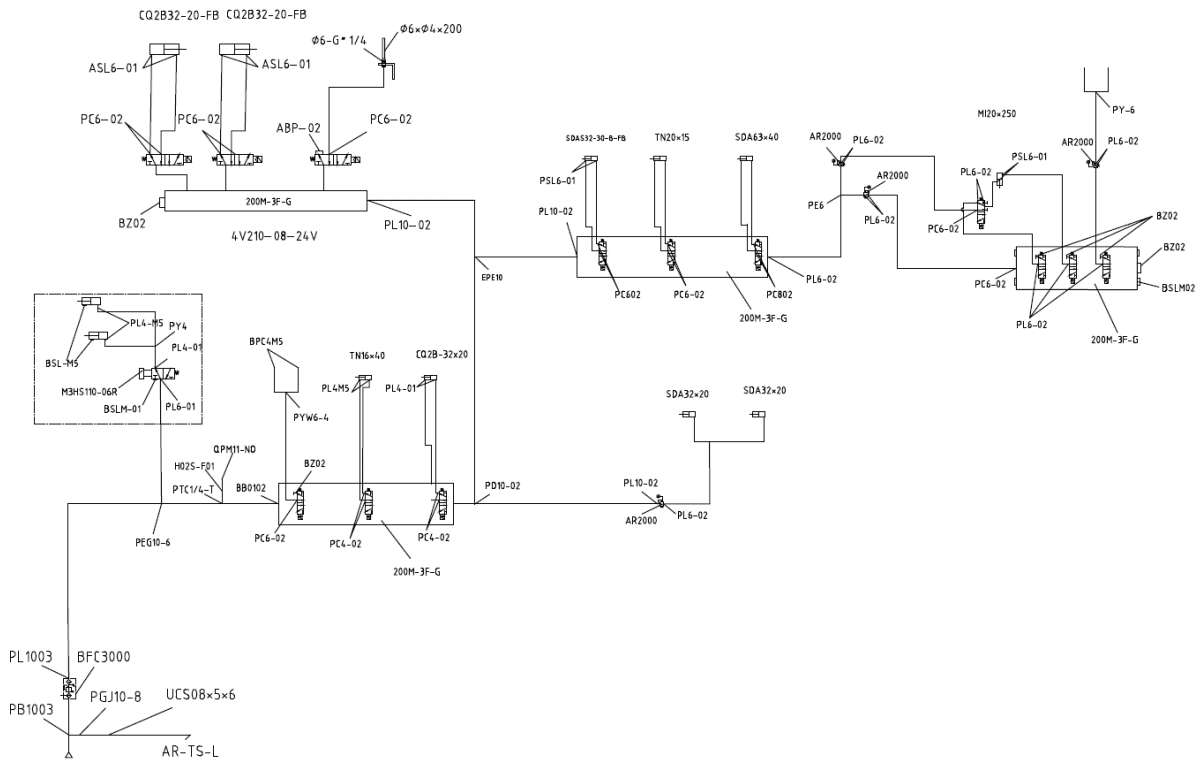 CQ2B32-20-FB CQ2B32-20-FB
Ø6×Ø4×200
Ø6-G"1/4
ASL6-01
ASL6-01
PC6-02
PC6-02
ABP-02
PC6-02
BZ02
200M-3F-G
PL10-02
4V210-08-24V
EPE10
SDAS32-30-B-FB
TN20×15
SDA63×40
PSL6-01
PL10-02
PC602
PC6-02
PC802
PL6-02
200M-3F-G
AR2000
PL6-02
PE6
AR2000
PL6-02
MI20×250
PSL6-01
PL6-02
PC6-02
PY-6
AR2000
PL6-02
BZ02
BZ02
PC6-02
BSLM02
PL6-02
200M-3F-G
PL4-M5
PY4
BSL-M5
PL4-01
M3HS110-06R
BSLM-01
PL6-01
BPC4M5
TN16×40
CQ2B-32×20
PL4M5
PL4-01
PYW6-4
SDA32×20
SDA32×20
QPM11-NO
H02S-F01
PTC1/4-T
BB0102
BZ02
PD10-02
PL10-02
AR2000
PL6-02
PEG10-6
PC6-02
PC4-02
PC4-02
200M-3F-G
PL1003
BFC3000
PB1003
PGJ10-8
UCS08×5×6
AR-TS-L